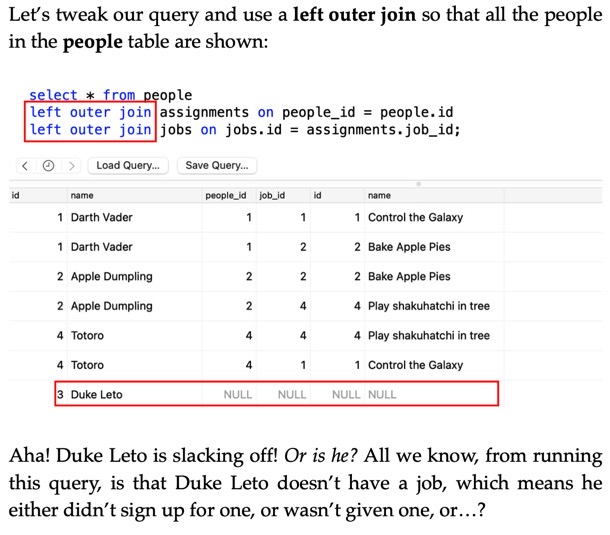 Let's tweak our query and use a left outer join so that all the people
in the people table are shown:
select * from people
left outer join assignments on people_id = people.id
left outer join jobs on jobs.id = assignments.job_id;
Load Query... Save Query...
id name people_id job_id id name
1 Darth Vader 1 1 1 Control the Galaxy
1 Darth Vader 1 2 2 Bake Apple Pies
2 Apple Dumpling 2 2 2 Bake Apple Pies
2 Apple Dumpling 2 4 4 Play shakuhatchi in tree
4 Totoro 4 4 4 Play shakuhatchi in tree
4 Totoro 4 1 1 Control the Galaxy
3 Duke Leto NULL NULL NULL NULL
Aha! Duke Leto is slacking off! Or is he? All we know, from running
this query, is that Duke Leto doesn't have a job, which means he
either didn't sign up for one, or wasn't given one, or...?